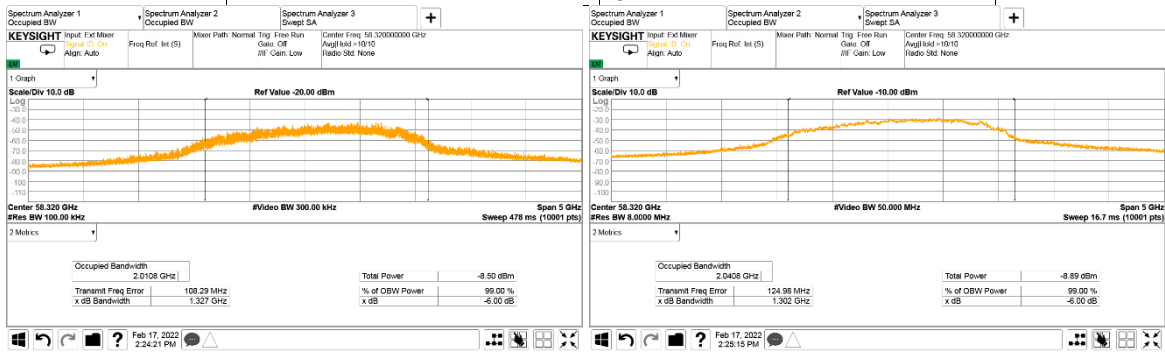 Spectrum Analyzer 1
Occupied BW
Spectrum Analyzer 2
Occupied BW
Spectrum Analyzer 3
Swept SA
+
KEYSIGHT
Input: Ext Mixer
Signal ID: On
Align: Auto
Freq Ref: Int (S)
Mixer Path: Normal
Trig: Free Run
Gate: Off
#IF Gain: Low
Center Freq: 58.320000000 GHz
Avg|Hold:>10/10
Radio Std: None
1 Graph
Scale/Div 10.0 dB
Ref Value -20.00 dBm
Log
-30.0
-40.0
-50.0
-60.0
-70.0
-80.0
-90.0
-100
-110
Center 58.320 GHz
#Video BW 300.00 kHz
Span 5 GHz
#Res BW 100.00 kHz
Sweep 478 ms (10001 pts)
2 Metrics
Occupied Bandwidth
2.0108 GHz
Total Power -8.50 dBm
Transmit Freq Error 108.29 MHz
% of OBW Power 99.00 %
x dB Bandwidth 1.327 GHz
x dB -6.00 dB
? Feb 17, 2022
2:24:21 PM
Spectrum Analyzer 1
Occupied BW
Spectrum Analyzer 2
Occupied BW
Spectrum Analyzer 3
Swept SA
+
KEYSIGHT
Input: Ext Mixer
Signal ID: On
Align: Auto
Freq Ref: Int (S)
Mixer Path: Normal
Trig: Free Run
Gate: Off
#IF Gain: Low
Center Freq: 58.320000000 GHz
Avg|Hold:>10/10
Radio Std: None
1 Graph
Scale/Div 10.0 dB
Ref Value -10.00 dBm
Log
-20.0
-30.0
-40.0
-50.0
-60.0
-70.0
-80.0
-90.0
-100
Center 58.320 GHz
#Video BW 50.000 MHz
Span 5 GHz
#Res BW 8.0000 MHz
Sweep 16.7 ms (10001 pts)
2 Metrics
Occupied Bandwidth
2.0408 GHz
Total Power -8.89 dBm
Transmit Freq Error 124.98 MHz
% of OBW Power 99.00 %
x dB Bandwidth 1.302 GHz
x dB -6.00 dB
? Feb 17, 2022
2:25:15 PM